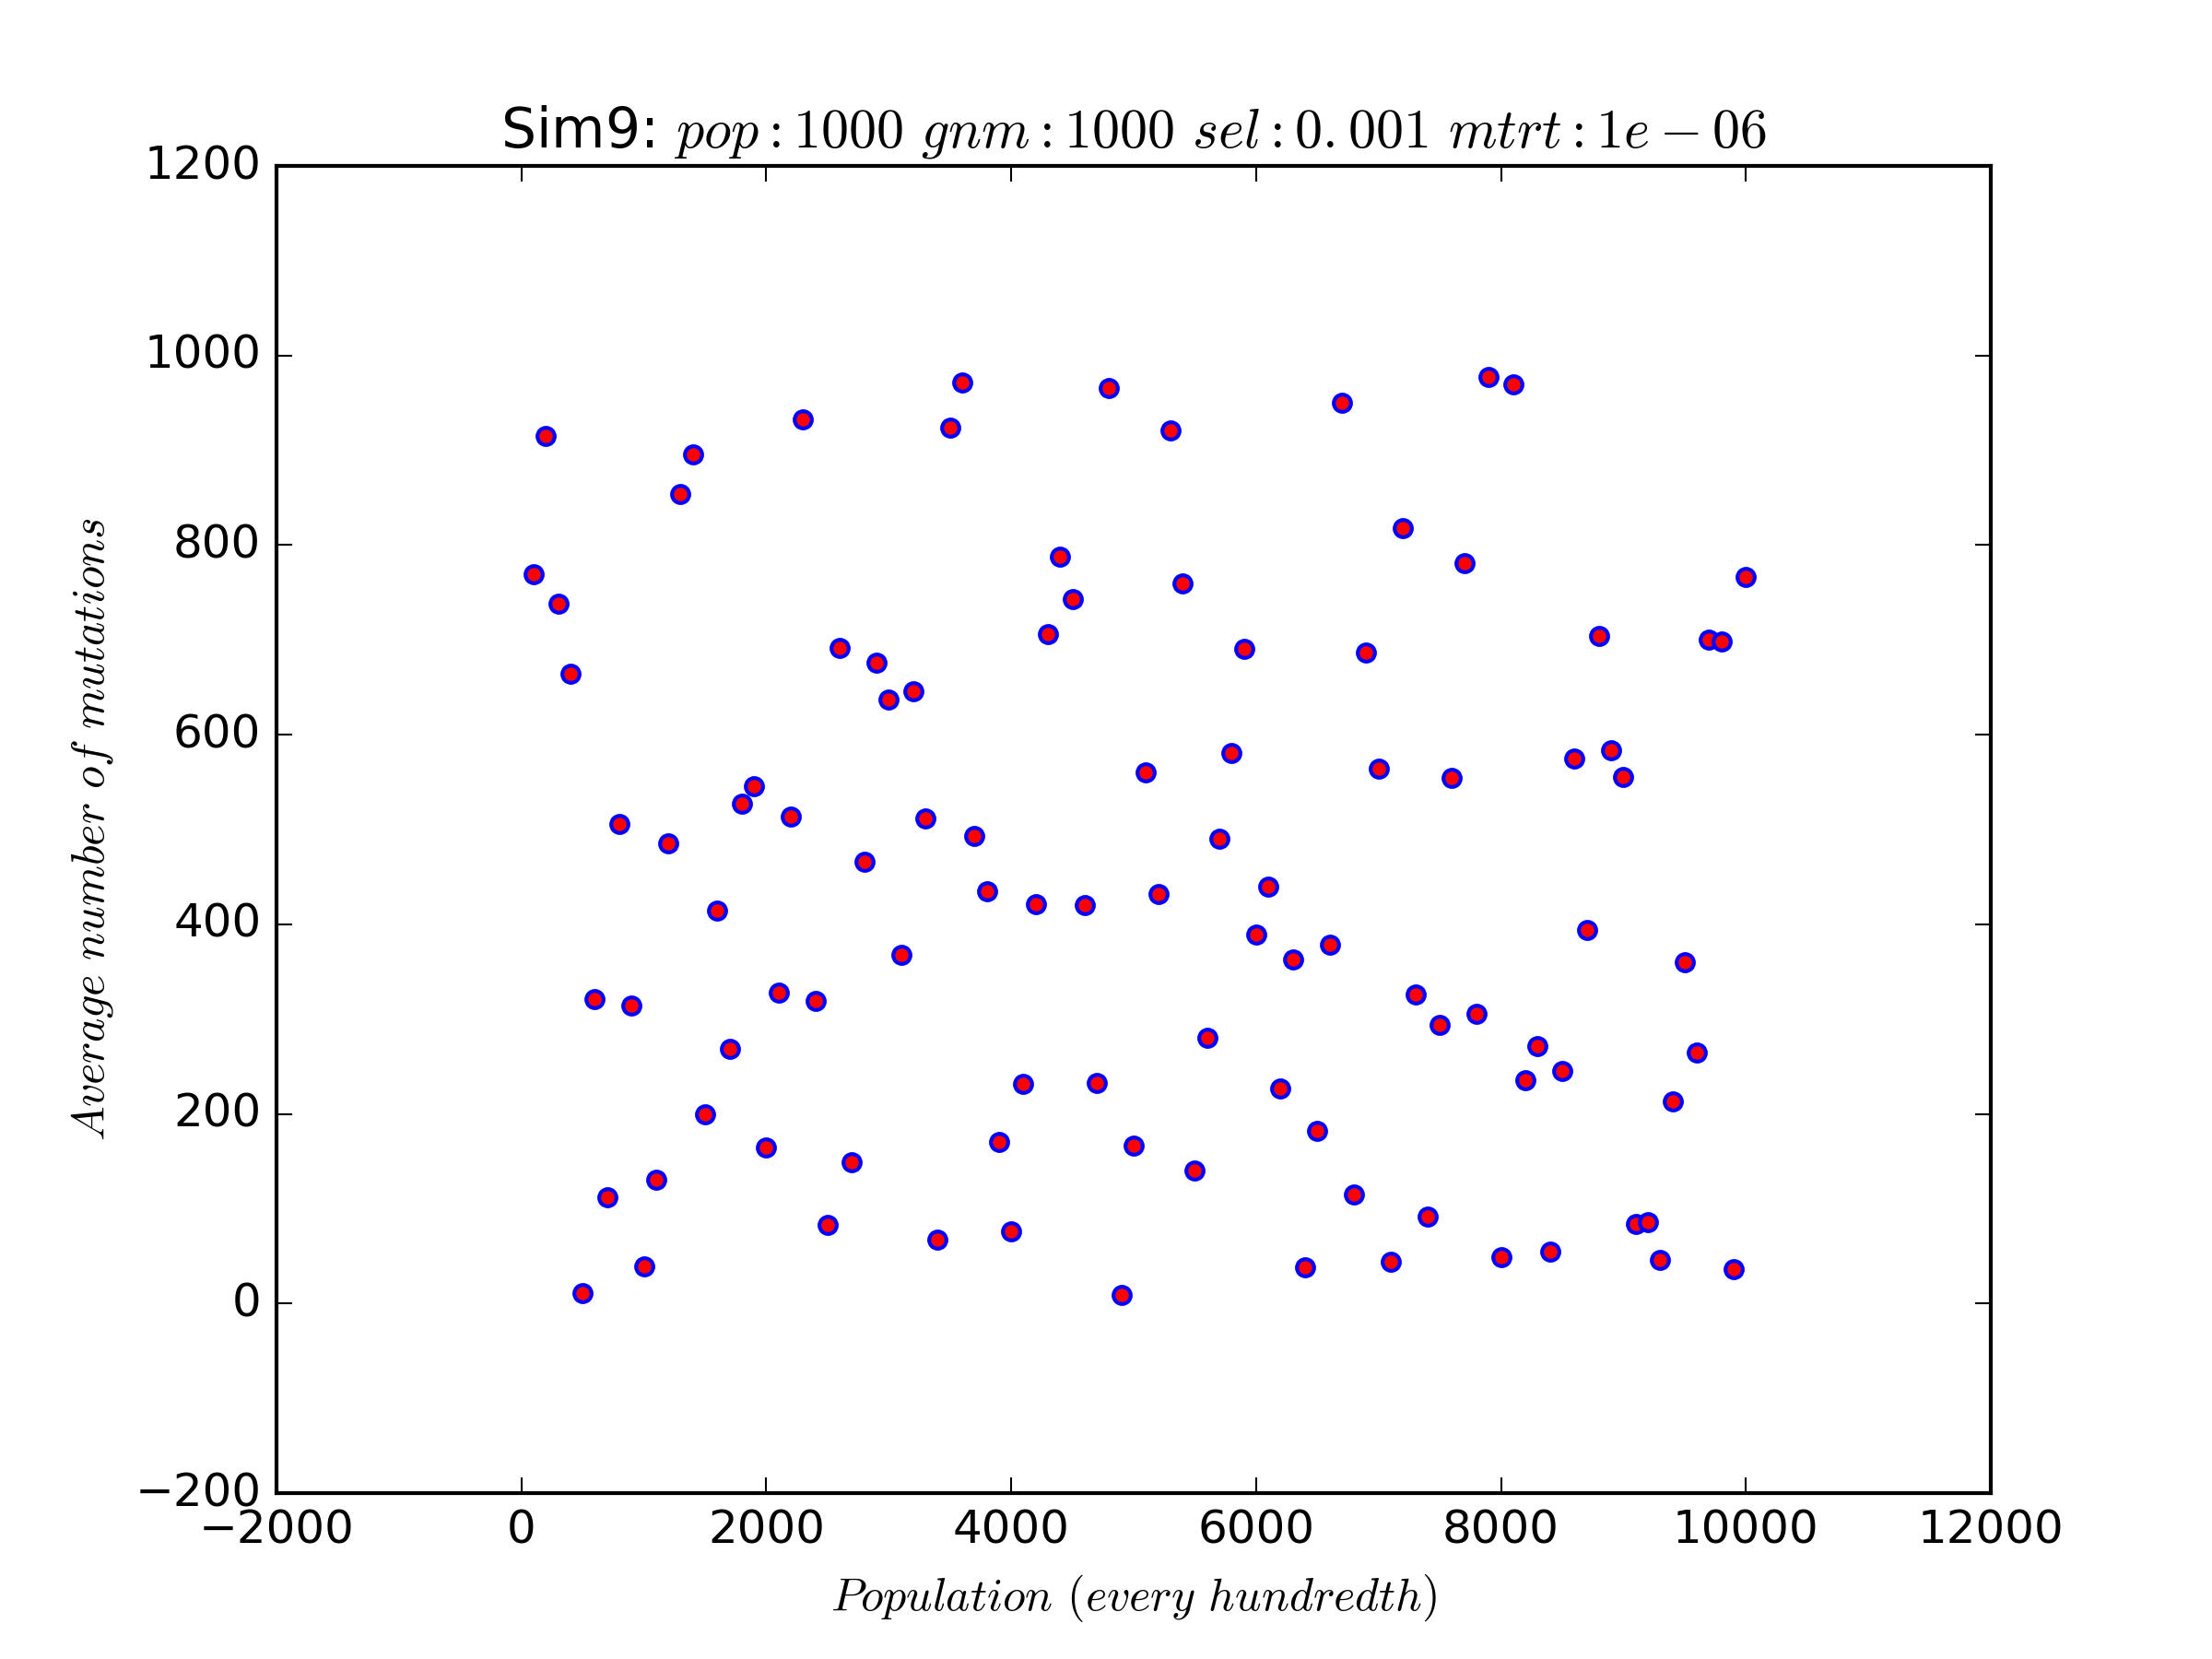 Sim9: pop : 1000 gnm : 1000 sel : 0.001 mtrt : 1e − 06
1200
1000
800
600
400
200
0
−200
Average number of mutations
−2000 0 2000 4000 6000 8000 10000 12000
Population (every hundredth)